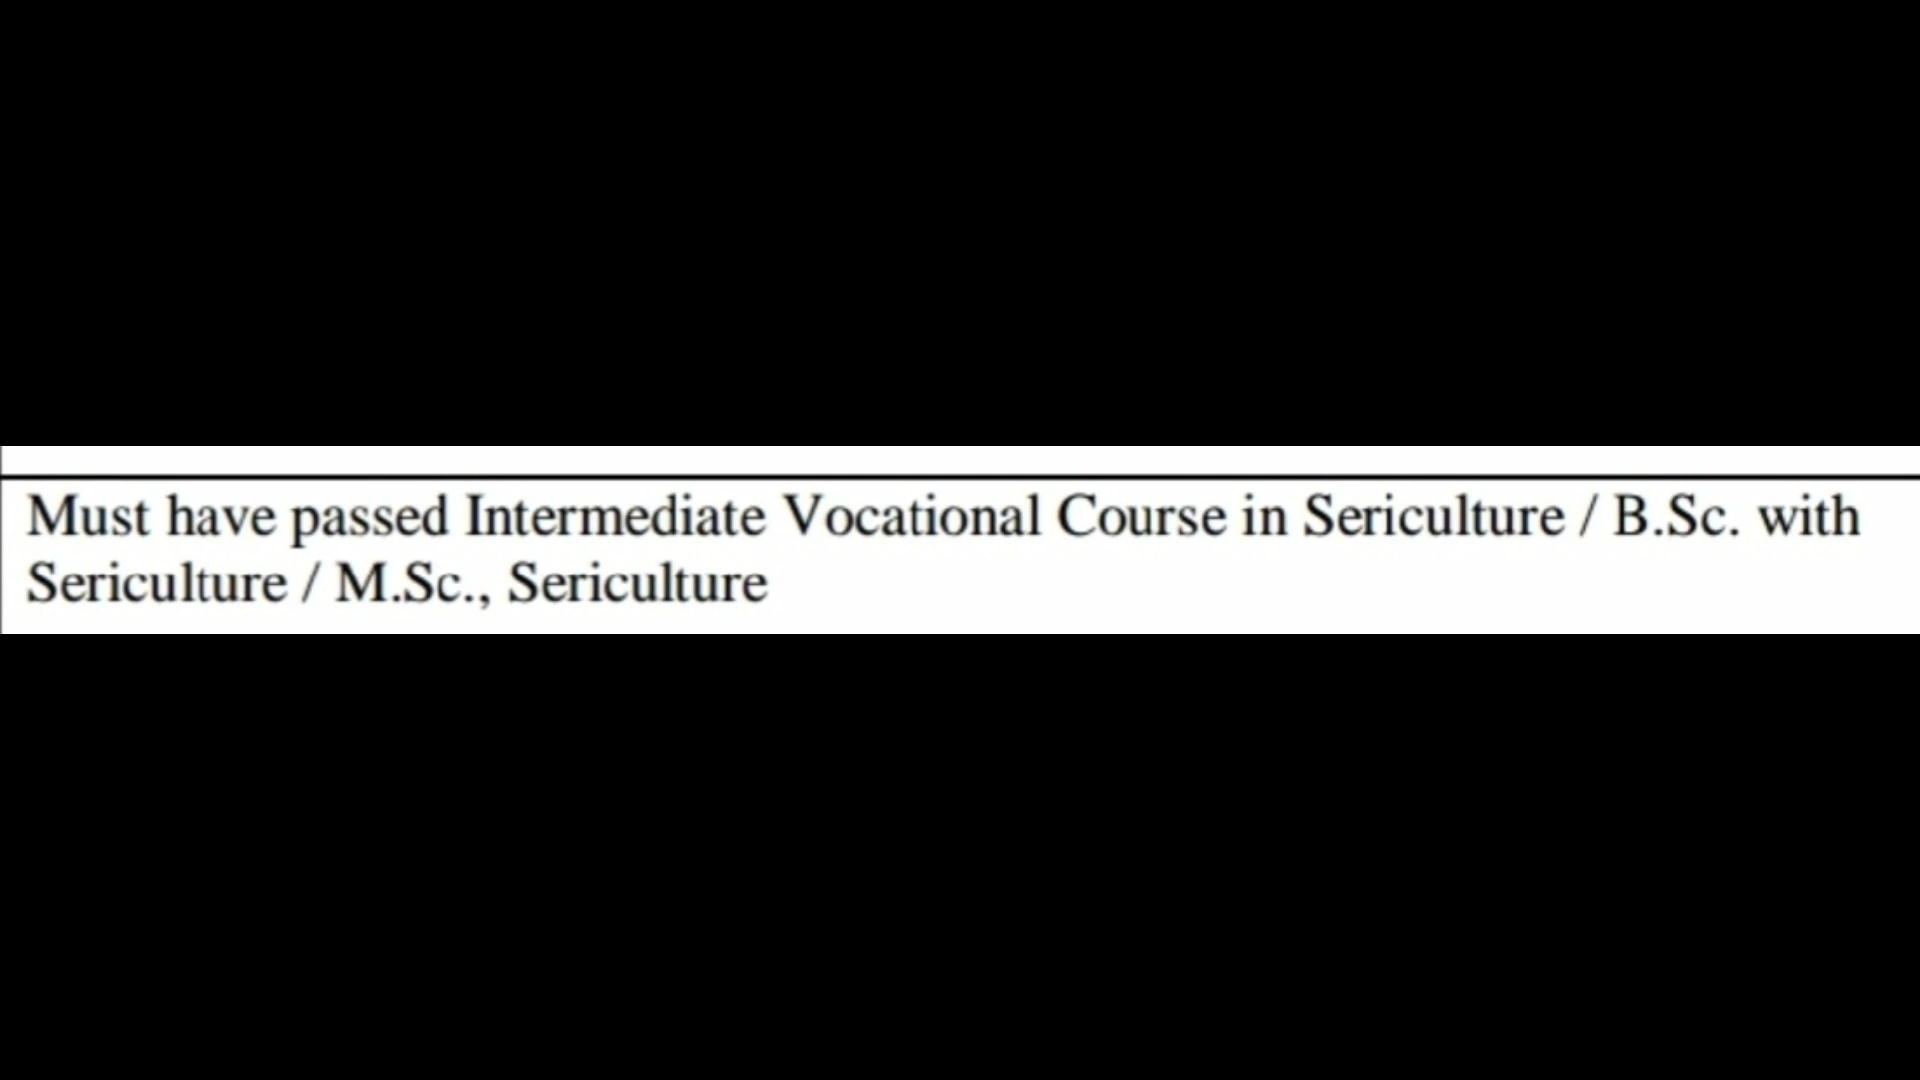 Must have passed Intermediate Vocational Course in Sericulture / B.Sc. with
Sericulture / M.Sc., Sericulture